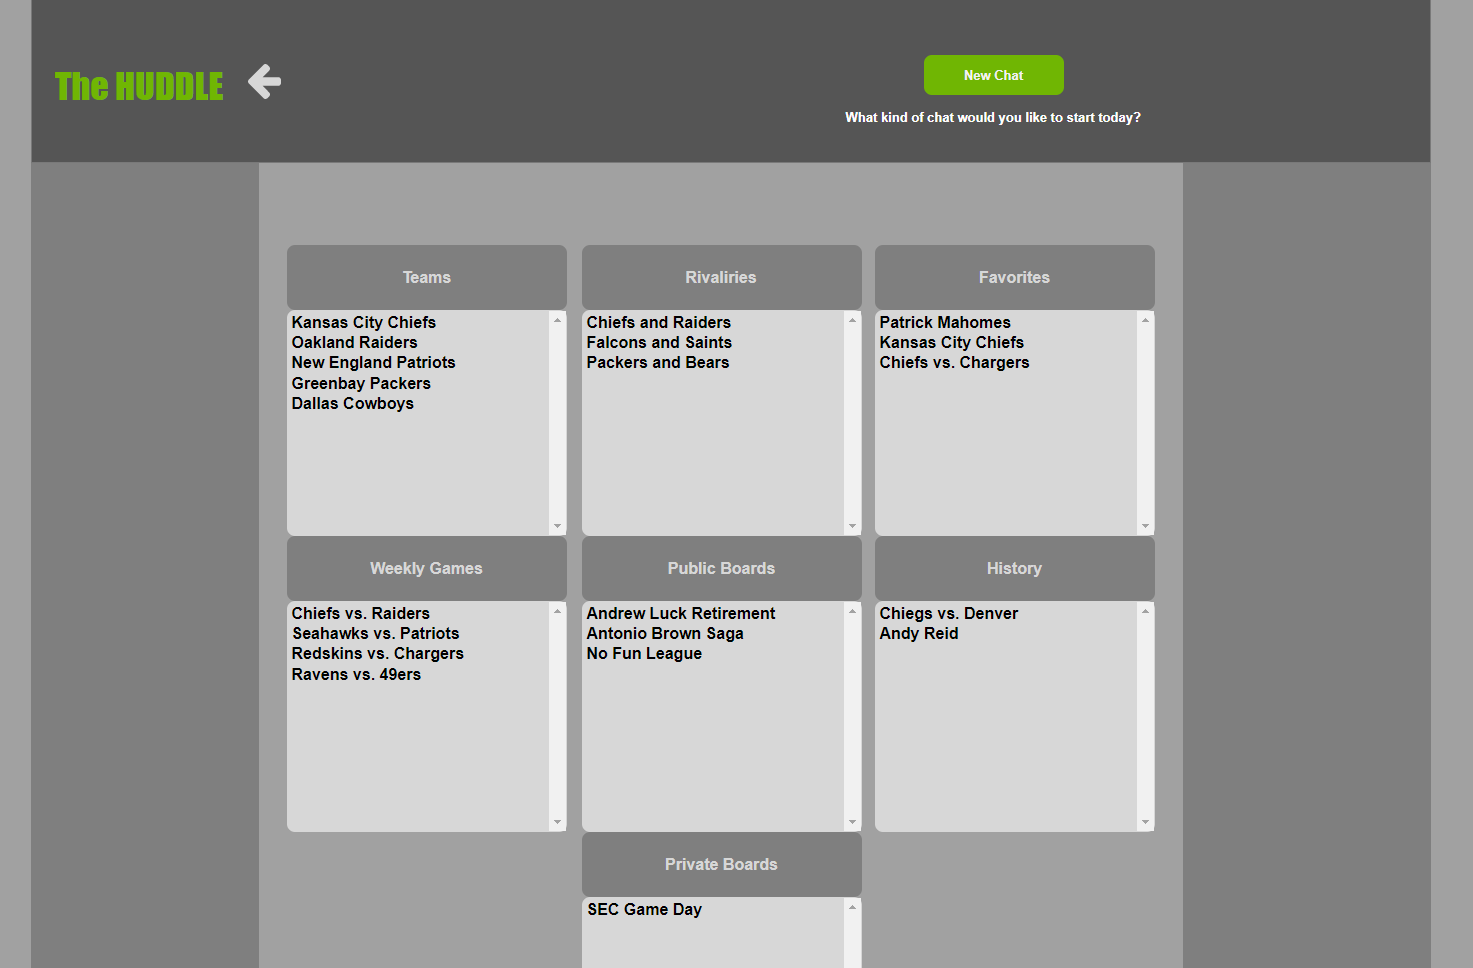 The HUDDLE
New Chat
What kind of chat would you like to start today?
Teams
Kansas City Chiefs
Oakland Raiders
New England Patriots
Greenbay Packers
Dallas Cowboys
Rivaliries
Chiefs and Raiders
Falcons and Saints
Packers and Bears
Favorites
Patrick Mahomes
Kansas City Chiefs
Chiefs vs. Chargers
Weekly Games
Chiefs vs. Raiders
Seahawks vs. Patriots
Redskins vs. Chargers
Ravens vs. 49ers
Public Boards
Andrew Luck Retirement
Antonio Brown Saga
No Fun League
History
Chiegs vs. Denver
Andy Reid
Private Boards
SEC Game Day